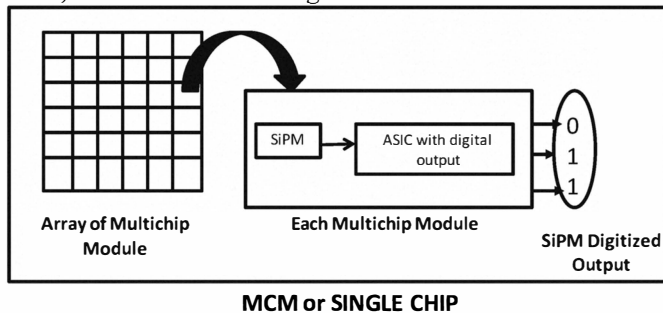 SiPM
ASIC with digital
output
0
1
1
Array of Multichip
Module
Each Multichip Module
SiPM Digitized
Output
MCM or SINGLE CHIP